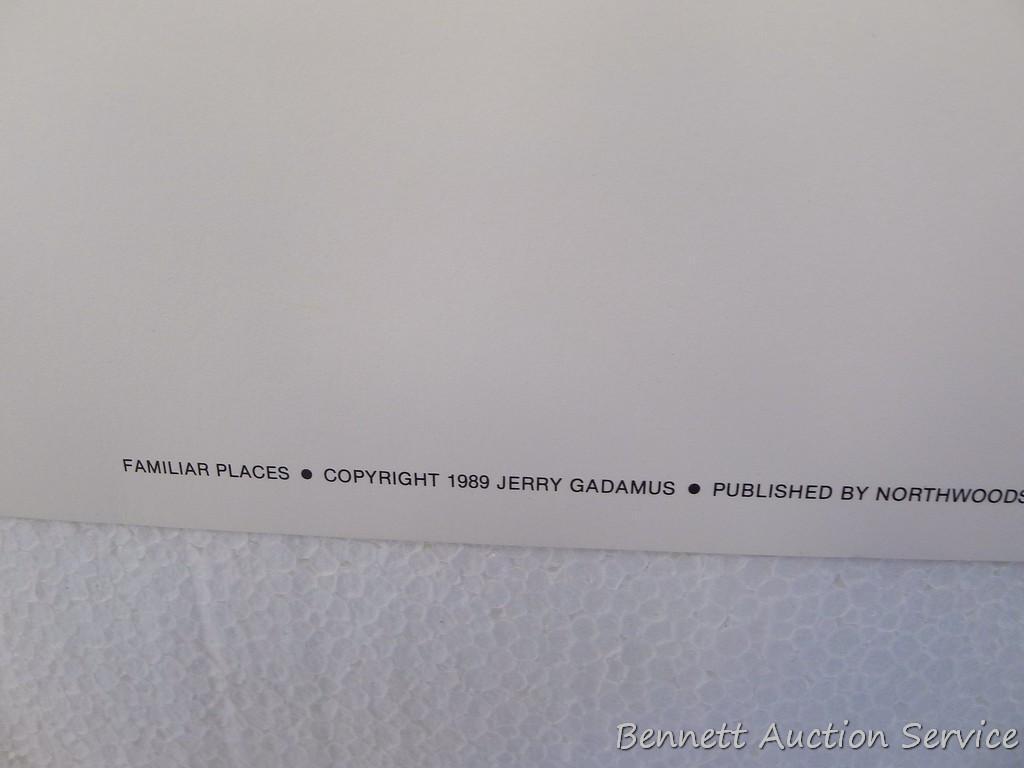 FAMILIAR PLACES ● COPYRIGHT 1989 JERRY GADAMUS ● PUBLISHED BY NORTHWOODS
Bennett Auction Service